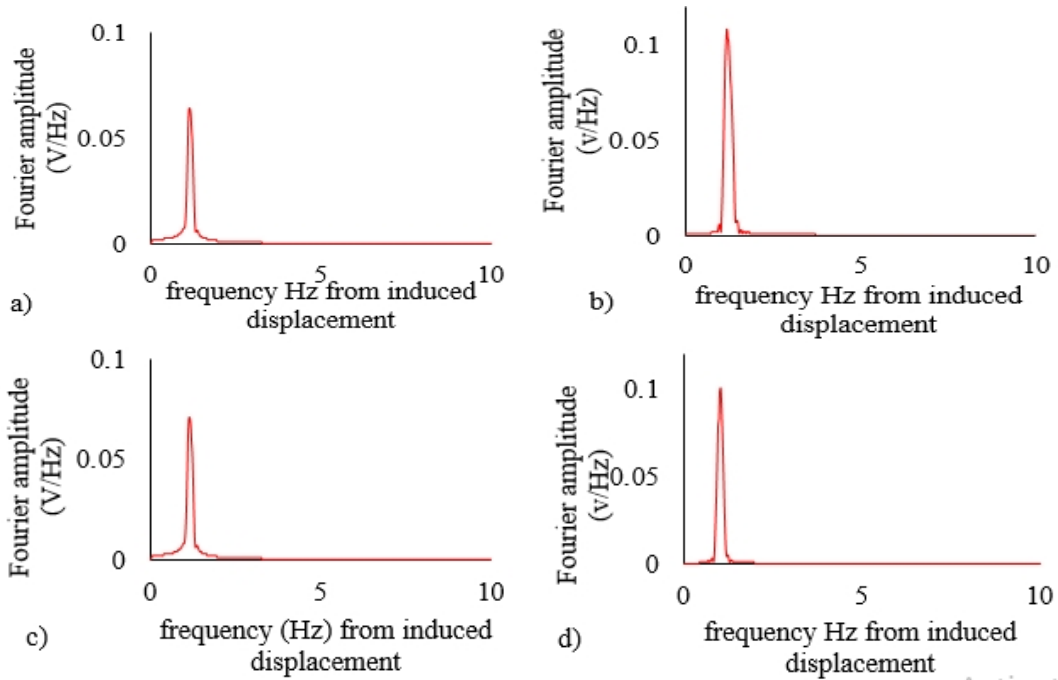 0.1
0.05
0
Fourier amplitude
(V/Hz)
0 5 10
frequency Hz from induced
displacement
a)
0.1
0.05
0
Fourier amplitude
(v/Hz)
0 5 10
frequency Hz from induced
displacement
b)
0.1
0.05
0
Fourier amplitude
(V/Hz)
0 5 10
frequency (Hz) from induced
displacement
c)
0.1
0.05
0
Fourier amplitude
(v/Hz)
0 5 10
frequency Hz from induced
displacement
d)